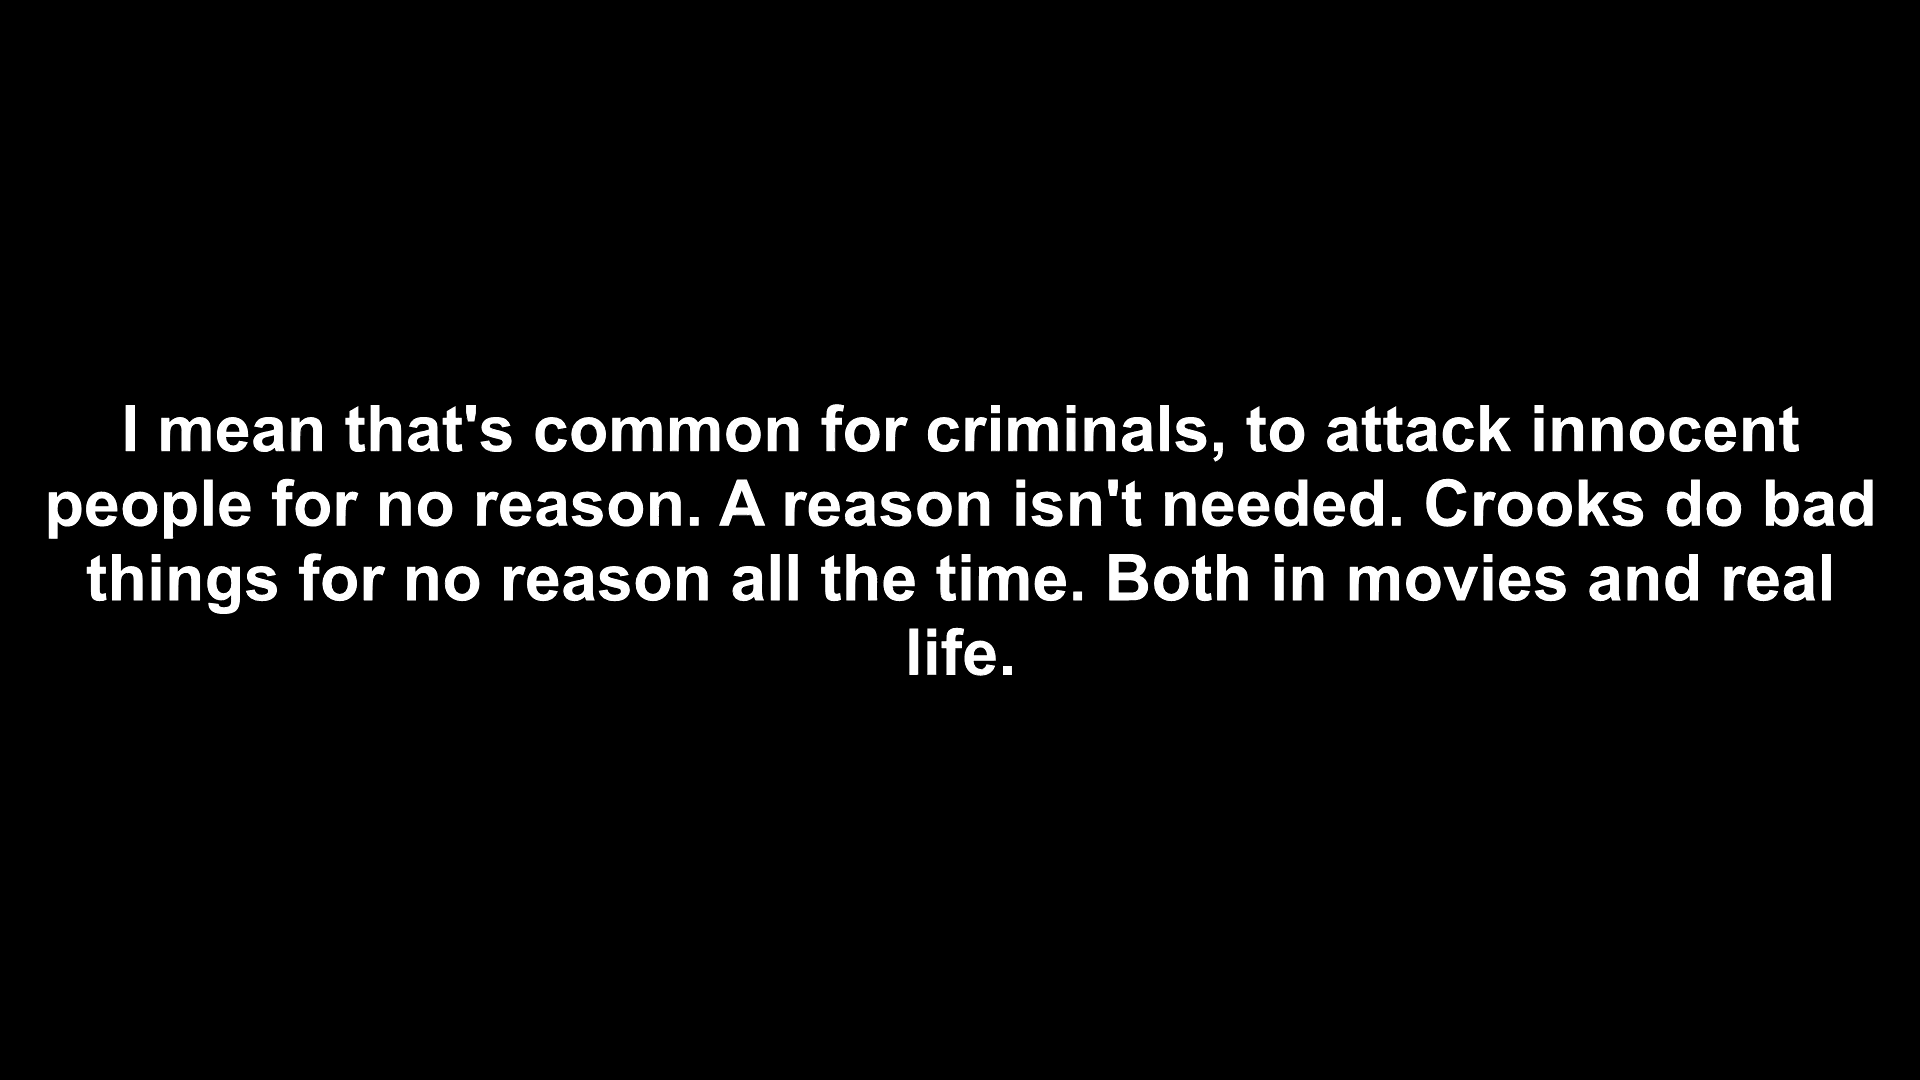 I mean that's common for criminals, to attack innocent
people for no reason. A reason isn't needed. Crooks do bad
things for no reason all the time. Both in movies and real
life.